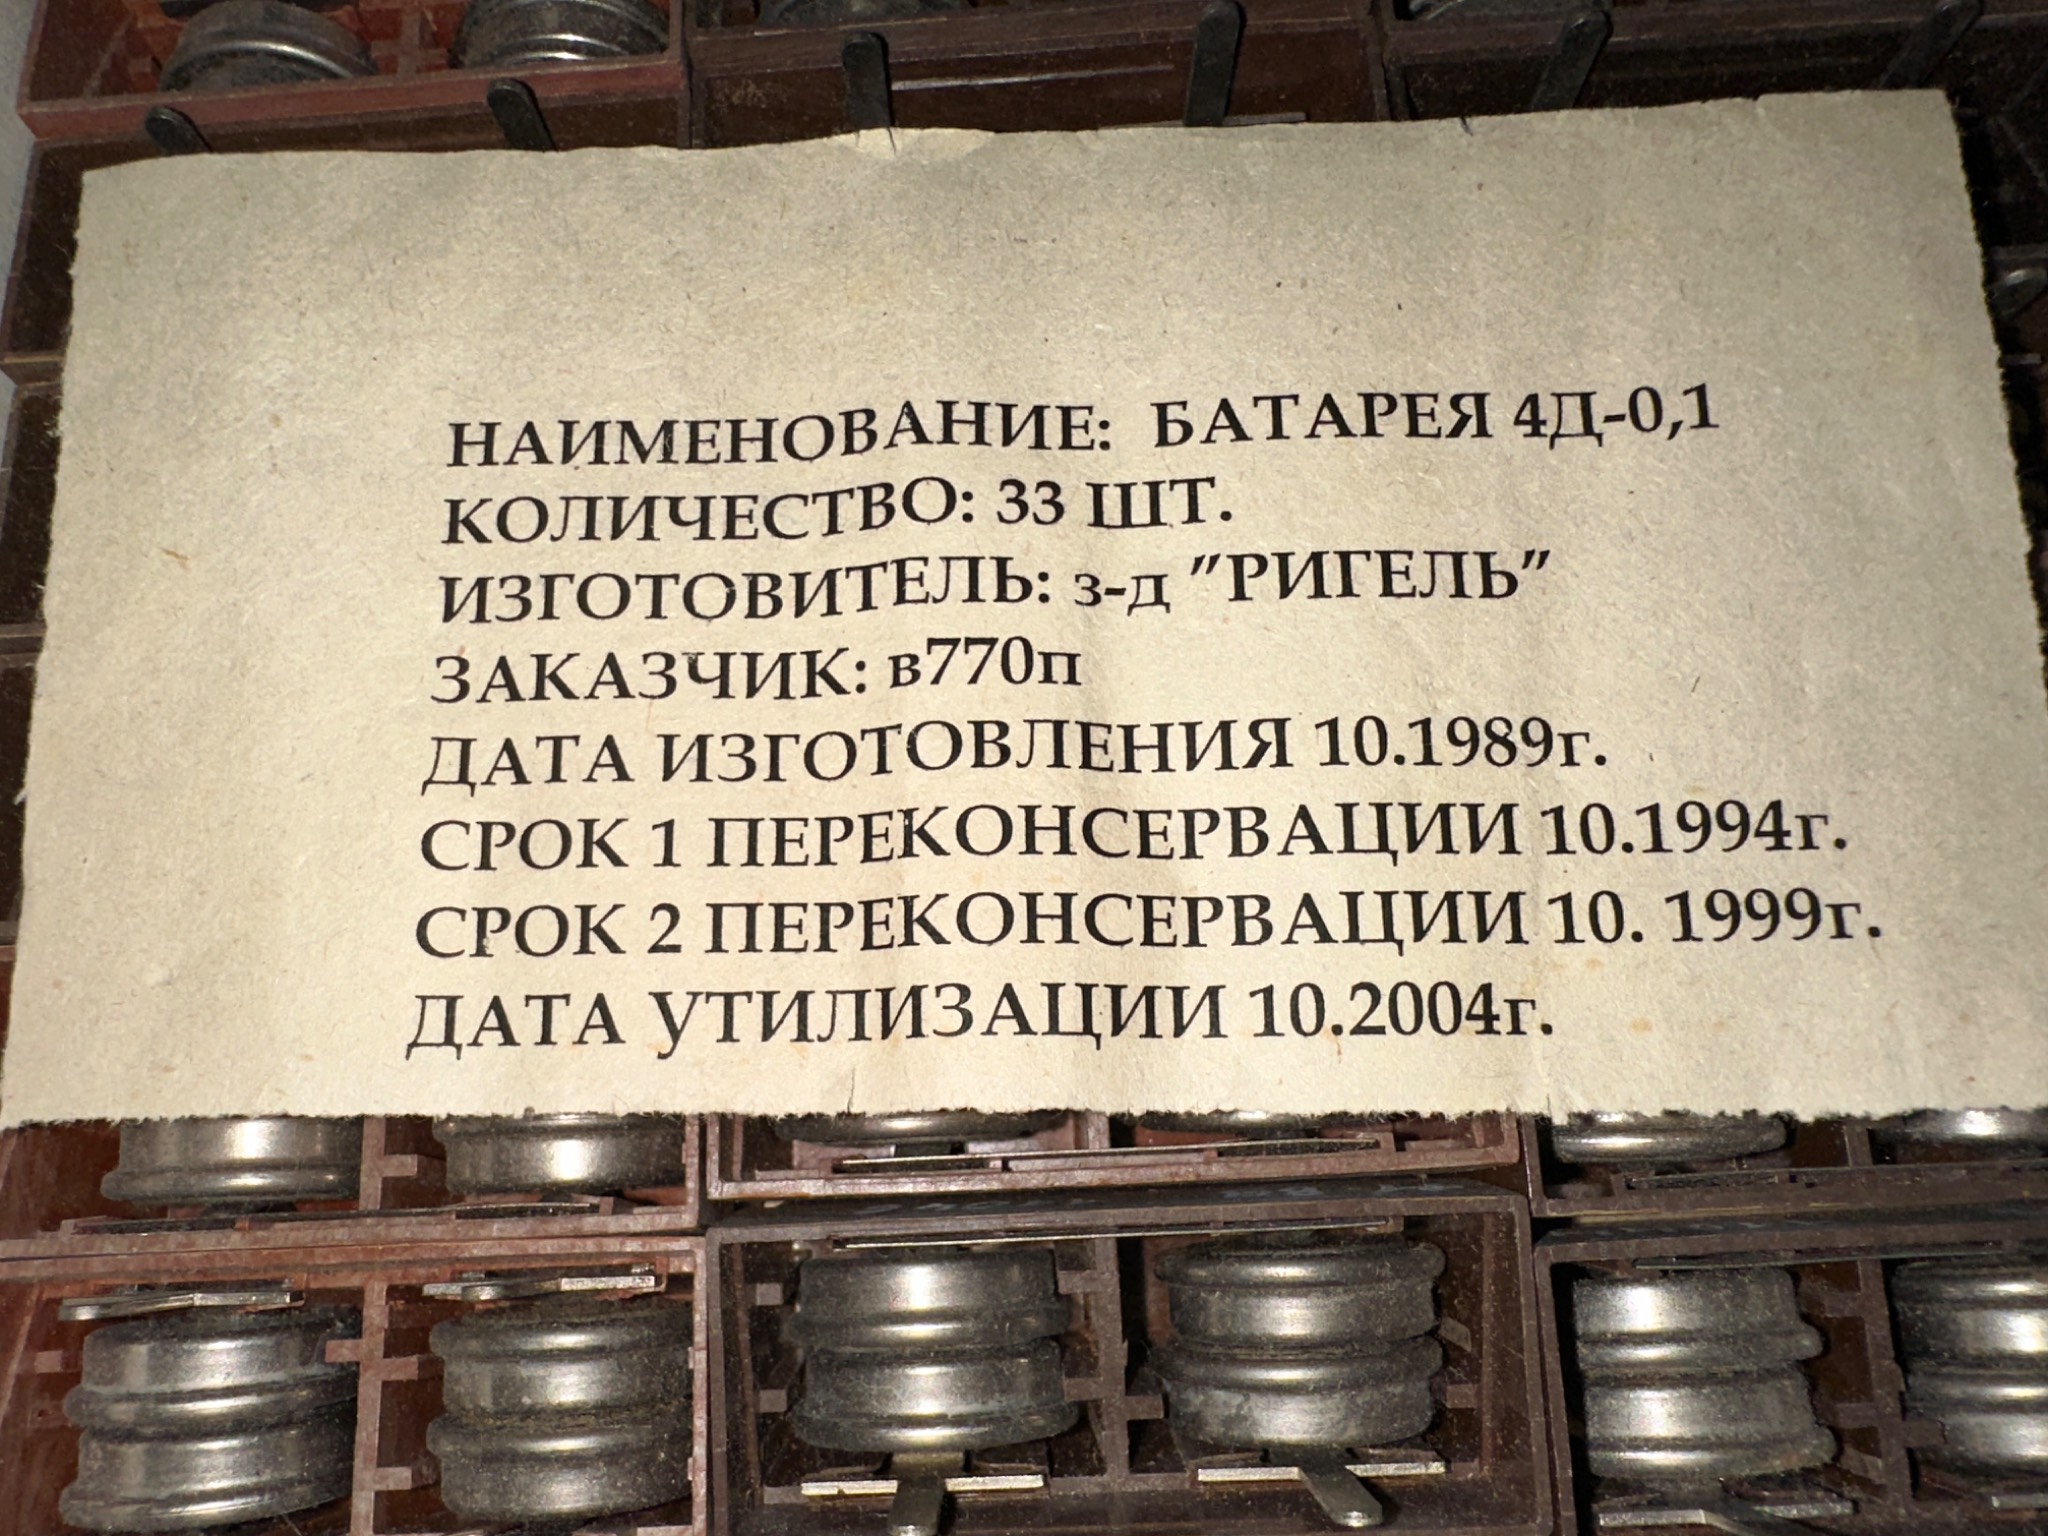 НАИМЕНОВАНИЕ: БАТАРЕЯ 4Д-0,1
КОЛИЧЕСТВО: 33 ШТ.
ИЗГОТОВИТЕЛЬ: з-д "РИГЕЛЬ"
ЗАКАЗЧИК: в770п
ДАТА ИЗГОТОВЛЕНИЯ 10.1989г.
СРОК 1 ПЕРЕКОНСЕРВАЦИИ 10.1994г.
СРОК 2 ПЕРЕКОНСЕРВАЦИИ 10. 1999г.
ДАТА УТИЛИЗАЦИИ 10.2004г.